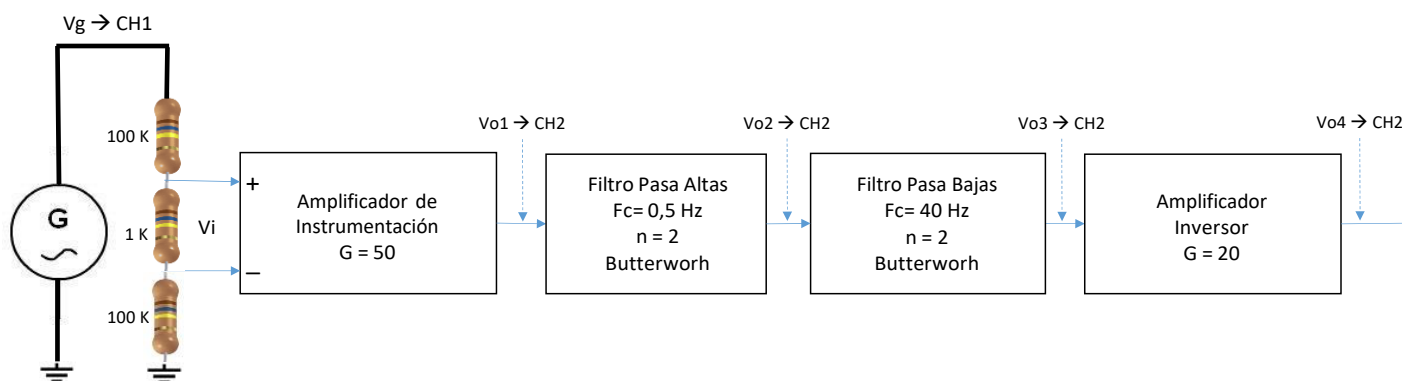 Vg → CH1
100 K
1 K
100 K
G
Vi
+
–
Amplificador de
Instrumentación
G = 50
Vo1 → CH2
Filtro Pasa Altas
Fc= 0,5 Hz
n = 2
Butterworh
Vo2 → CH2
Filtro Pasa Bajas
Fc= 40 Hz
n = 2
Butterworh
Vo3 → CH2
Amplificador
Inversor
G = 20
Vo4 → CH2